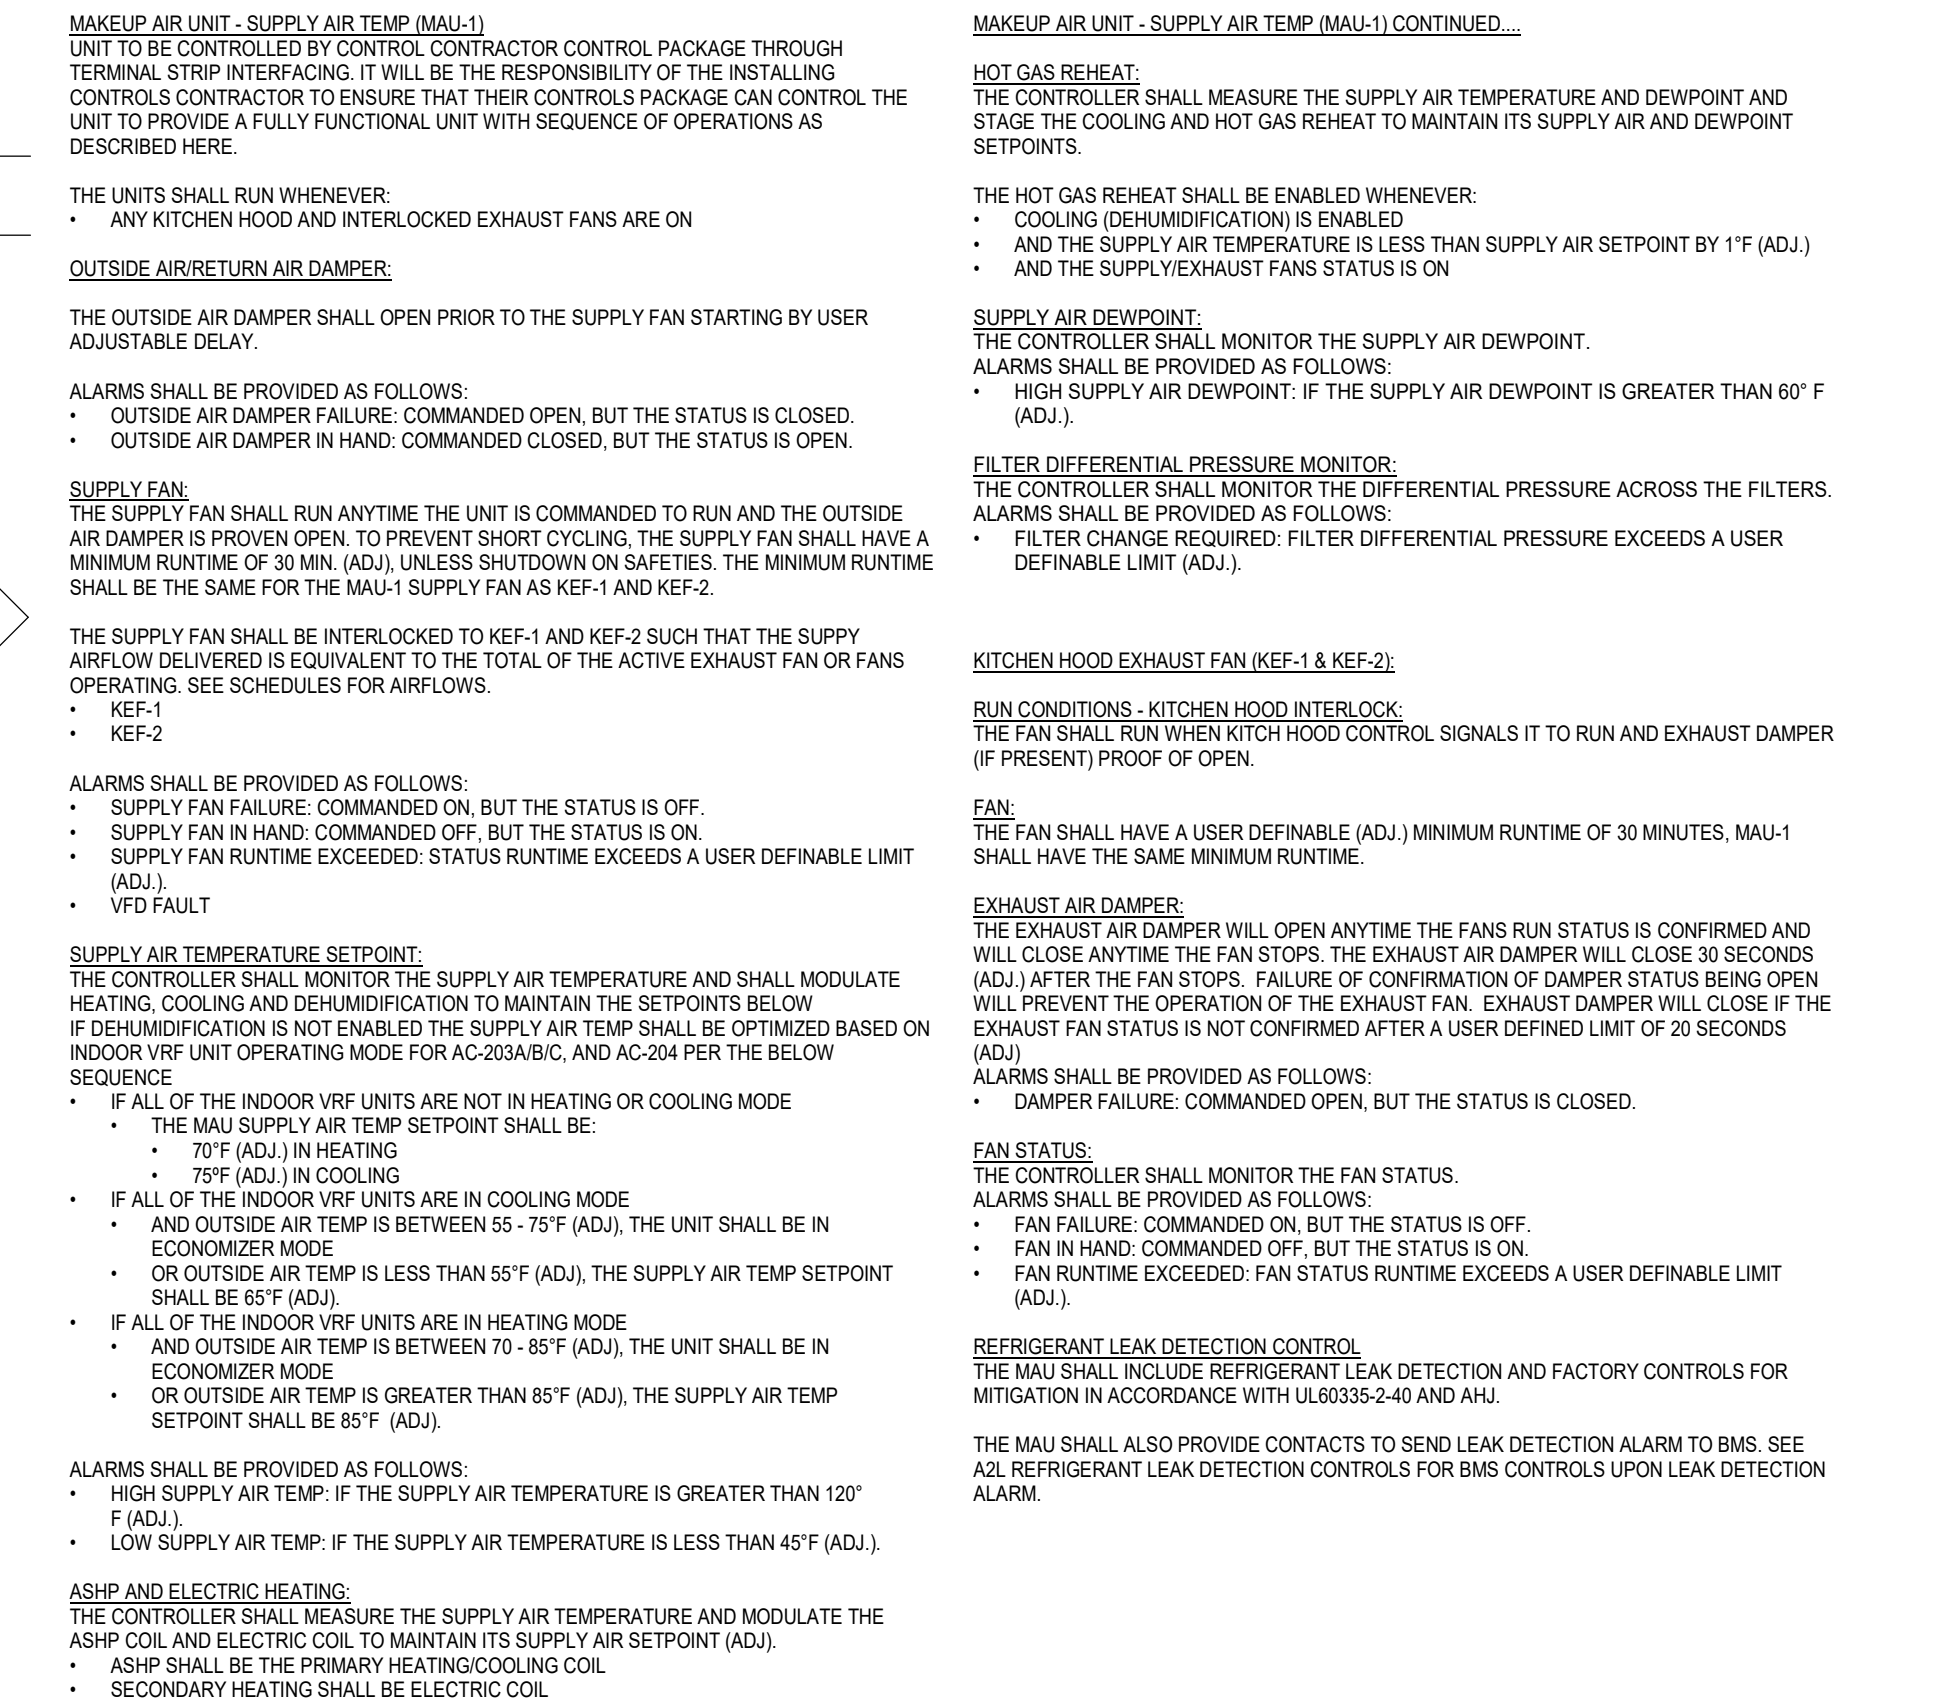 MAKEUP AIR UNIT - SUPPLY AIR TEMP (MAU-1)
UNIT TO BE CONTROLLED BY CONTROL CONTRACTOR CONTROL PACKAGE THROUGH
TERMINAL STRIP INTERFACING. IT WILL BE THE RESPONSIBILITY OF THE INSTALLING
CONTROLS CONTRACTOR TO ENSURE THAT THEIR CONTROLS PACKAGE CAN CONTROL THE
UNIT TO PROVIDE A FULLY FUNCTIONAL UNIT WITH SEQUENCE OF OPERATIONS AS
DESCRIBED HERE.

THE UNITS SHALL RUN WHENEVER:
• ANY KITCHEN HOOD AND INTERLOCKED EXHAUST FANS ARE ON

OUTSIDE AIR/RETURN AIR DAMPER:

THE OUTSIDE AIR DAMPER SHALL OPEN PRIOR TO THE SUPPLY FAN STARTING BY USER
ADJUSTABLE DELAY.

ALARMS SHALL BE PROVIDED AS FOLLOWS:
• OUTSIDE AIR DAMPER FAILURE: COMMANDED OPEN, BUT THE STATUS IS CLOSED.
• OUTSIDE AIR DAMPER IN HAND: COMMANDED CLOSED, BUT THE STATUS IS OPEN.

SUPPLY FAN:
THE SUPPLY FAN SHALL RUN ANYTIME THE UNIT IS COMMANDED TO RUN AND THE OUTSIDE
AIR DAMPER IS PROVEN OPEN. TO PREVENT SHORT CYCLING, THE SUPPLY FAN SHALL HAVE A
MINIMUM RUNTIME OF 30 MIN. (ADJ), UNLESS SHUTDOWN ON SAFETIES. THE MINIMUM RUNTIME
SHALL BE THE SAME FOR THE MAU-1 SUPPLY FAN AS KEF-1 AND KEF-2.

THE SUPPLY FAN SHALL BE INTERLOCKED TO KEF-1 AND KEF-2 SUCH THAT THE SUPPY
AIRFLOW DELIVERED IS EQUIVALENT TO THE TOTAL OF THE ACTIVE EXHAUST FAN OR FANS
OPERATING. SEE SCHEDULES FOR AIRFLOWS.
• KEF-1
• KEF-2

ALARMS SHALL BE PROVIDED AS FOLLOWS:
• SUPPLY FAN FAILURE: COMMANDED ON, BUT THE STATUS IS OFF.
• SUPPLY FAN IN HAND: COMMANDED OFF, BUT THE STATUS IS ON.
• SUPPLY FAN RUNTIME EXCEEDED: STATUS RUNTIME EXCEEDS A USER DEFINABLE LIMIT
(ADJ.).
• VFD FAULT

SUPPLY AIR TEMPERATURE SETPOINT:
THE CONTROLLER SHALL MONITOR THE SUPPLY AIR TEMPERATURE AND SHALL MODULATE
HEATING, COOLING AND DEHUMIDIFICATION TO MAINTAIN THE SETPOINTS BELOW
IF DEHUMIDIFICATION IS NOT ENABLED THE SUPPLY AIR TEMP SHALL BE OPTIMIZED BASED ON
INDOOR VRF UNIT OPERATING MODE FOR AC-203A/B/C, AND AC-204 PER THE BELOW
SEQUENCE
• IF ALL OF THE INDOOR VRF UNITS ARE NOT IN HEATING OR COOLING MODE
• THE MAU SUPPLY AIR TEMP SETPOINT SHALL BE:
• 70°F (ADJ.) IN HEATING
• 75ºF (ADJ.) IN COOLING
• IF ALL OF THE INDOOR VRF UNITS ARE IN COOLING MODE
• AND OUTSIDE AIR TEMP IS BETWEEN 55 - 75°F (ADJ), THE UNIT SHALL BE IN
ECONOMIZER MODE
• OR OUTSIDE AIR TEMP IS LESS THAN 55°F (ADJ), THE SUPPLY AIR TEMP SETPOINT
SHALL BE 65°F (ADJ).
• IF ALL OF THE INDOOR VRF UNITS ARE IN HEATING MODE
• AND OUTSIDE AIR TEMP IS BETWEEN 70 - 85°F (ADJ), THE UNIT SHALL BE IN
ECONOMIZER MODE
• OR OUTSIDE AIR TEMP IS GREATER THAN 85°F (ADJ), THE SUPPLY AIR TEMP
SETPOINT SHALL BE 85°F (ADJ).

ALARMS SHALL BE PROVIDED AS FOLLOWS:
• HIGH SUPPLY AIR TEMP: IF THE SUPPLY AIR TEMPERATURE IS GREATER THAN 120°
F (ADJ.).
• LOW SUPPLY AIR TEMP: IF THE SUPPLY AIR TEMPERATURE IS LESS THAN 45°F (ADJ.).

ASHP AND ELECTRIC HEATING:
THE CONTROLLER SHALL MEASURE THE SUPPLY AIR TEMPERATURE AND MODULATE THE
ASHP COIL AND ELECTRIC COIL TO MAINTAIN ITS SUPPLY AIR SETPOINT (ADJ).
• ASHP SHALL BE THE PRIMARY HEATING/COOLING COIL
• SECONDARY HEATING SHALL BE ELECTRIC COIL

MAKEUP AIR UNIT - SUPPLY AIR TEMP (MAU-1) CONTINUED....

HOT GAS REHEAT:
THE CONTROLLER SHALL MEASURE THE SUPPLY AIR TEMPERATURE AND DEWPOINT AND
STAGE THE COOLING AND HOT GAS REHEAT TO MAINTAIN ITS SUPPLY AIR AND DEWPOINT
SETPOINTS.

THE HOT GAS REHEAT SHALL BE ENABLED WHENEVER:
• COOLING (DEHUMIDIFICATION) IS ENABLED
• AND THE SUPPLY AIR TEMPERATURE IS LESS THAN SUPPLY AIR SETPOINT BY 1°F (ADJ.)
• AND THE SUPPLY/EXHAUST FANS STATUS IS ON

SUPPLY AIR DEWPOINT:
THE CONTROLLER SHALL MONITOR THE SUPPLY AIR DEWPOINT.
ALARMS SHALL BE PROVIDED AS FOLLOWS:
• HIGH SUPPLY AIR DEWPOINT: IF THE SUPPLY AIR DEWPOINT IS GREATER THAN 60° F
(ADJ.).

FILTER DIFFERENTIAL PRESSURE MONITOR:
THE CONTROLLER SHALL MONITOR THE DIFFERENTIAL PRESSURE ACROSS THE FILTERS.
ALARMS SHALL BE PROVIDED AS FOLLOWS:
• FILTER CHANGE REQUIRED: FILTER DIFFERENTIAL PRESSURE EXCEEDS A USER
DEFINABLE LIMIT (ADJ.).

KITCHEN HOOD EXHAUST FAN (KEF-1 & KEF-2):

RUN CONDITIONS - KITCHEN HOOD INTERLOCK:
THE FAN SHALL RUN WHEN KITCH HOOD CONTROL SIGNALS IT TO RUN AND EXHAUST DAMPER
(IF PRESENT) PROOF OF OPEN.

FAN:
THE FAN SHALL HAVE A USER DEFINABLE (ADJ.) MINIMUM RUNTIME OF 30 MINUTES, MAU-1
SHALL HAVE THE SAME MINIMUM RUNTIME.

EXHAUST AIR DAMPER:
THE EXHAUST AIR DAMPER WILL OPEN ANYTIME THE FANS RUN STATUS IS CONFIRMED AND
WILL CLOSE ANYTIME THE FAN STOPS. THE EXHAUST AIR DAMPER WILL CLOSE 30 SECONDS
(ADJ.) AFTER THE FAN STOPS. FAILURE OF CONFIRMATION OF DAMPER STATUS BEING OPEN
WILL PREVENT THE OPERATION OF THE EXHAUST FAN. EXHAUST DAMPER WILL CLOSE IF THE
EXHAUST FAN STATUS IS NOT CONFIRMED AFTER A USER DEFINED LIMIT OF 20 SECONDS
(ADJ)
ALARMS SHALL BE PROVIDED AS FOLLOWS:
• DAMPER FAILURE: COMMANDED OPEN, BUT THE STATUS IS CLOSED.

FAN STATUS:
THE CONTROLLER SHALL MONITOR THE FAN STATUS.
ALARMS SHALL BE PROVIDED AS FOLLOWS:
• FAN FAILURE: COMMANDED ON, BUT THE STATUS IS OFF.
• FAN IN HAND: COMMANDED OFF, BUT THE STATUS IS ON.
• FAN RUNTIME EXCEEDED: FAN STATUS RUNTIME EXCEEDS A USER DEFINABLE LIMIT
(ADJ.).

REFRIGERANT LEAK DETECTION CONTROL
THE MAU SHALL INCLUDE REFRIGERANT LEAK DETECTION AND FACTORY CONTROLS FOR
MITIGATION IN ACCORDANCE WITH UL60335-2-40 AND AHJ.

THE MAU SHALL ALSO PROVIDE CONTACTS TO SEND LEAK DETECTION ALARM TO BMS. SEE
A2L REFRIGERANT LEAK DETECTION CONTROLS FOR BMS CONTROLS UPON LEAK DETECTION
ALARM.